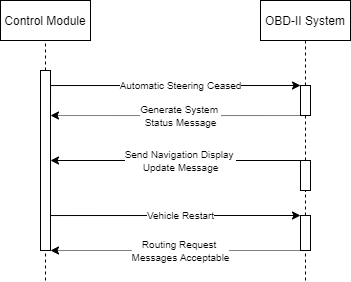 Control Module
OBD-II System
Automatic Steering Ceased
Generate System
Status Message
Send Navigation Display
Update Message
Vehicle Restart
Routing Request
Messages Acceptable